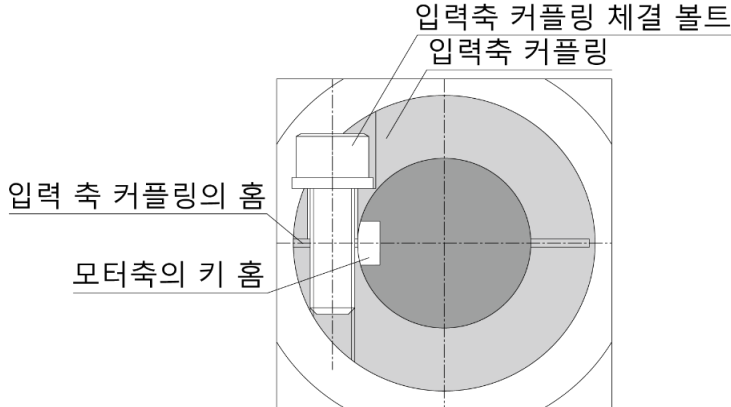 입력축 커플링 체결 볼트
입력축 커플링
입력 축 커플링의 홈
모터축의 키 홈